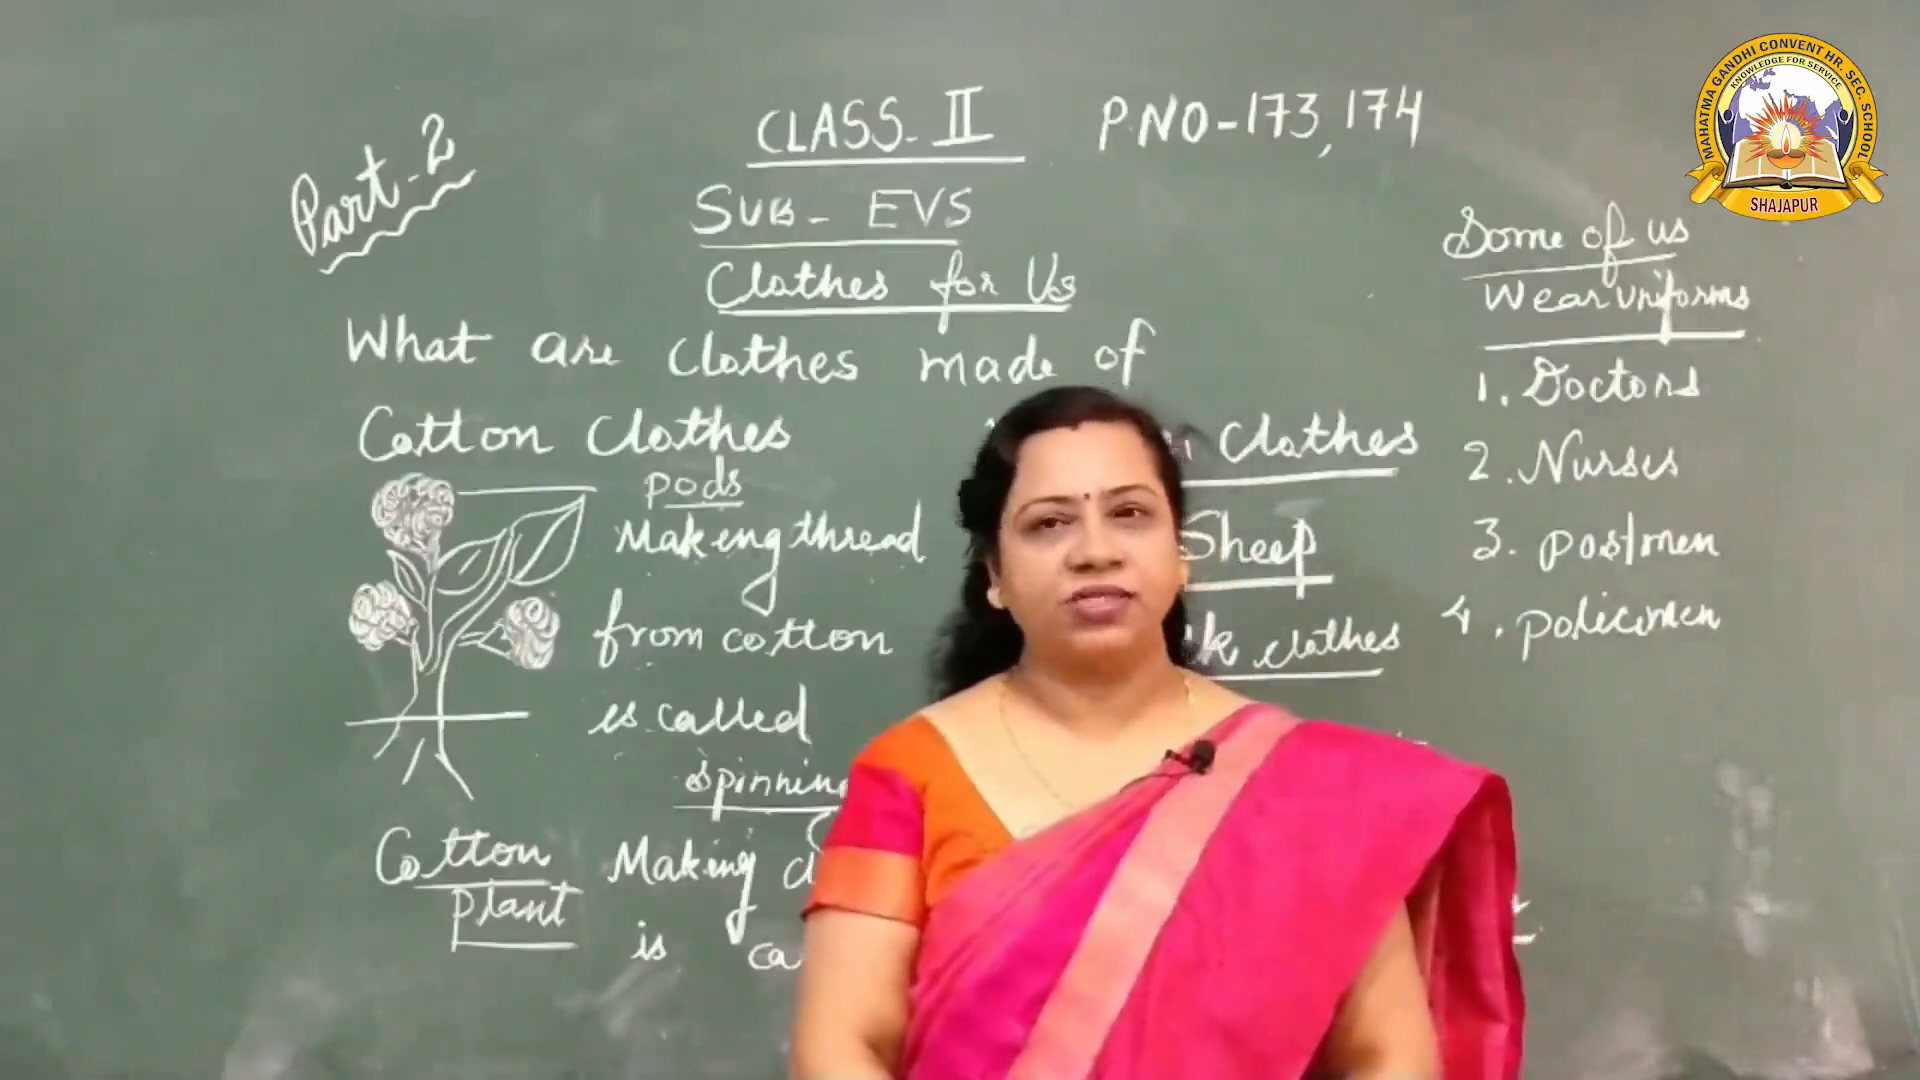 Part-2
CLASS-II P.NO-173, 174
SUB- EVS
Clothes for Us
What are clothes made of
Cotton Clothes
pods
Making thread
from cotton
is called
spinning
Making
is
Cotton
plant
Clothes
Sheep
clothes
Some of us
Wear uniforms
1. Doctors
2. Nurses
3. postmen
4. policemen
MAHATMA GANDHI CONVENT HR. SEC. SCHOOL
KNOWLEDGE FOR SERVICE
SHAJAPUR